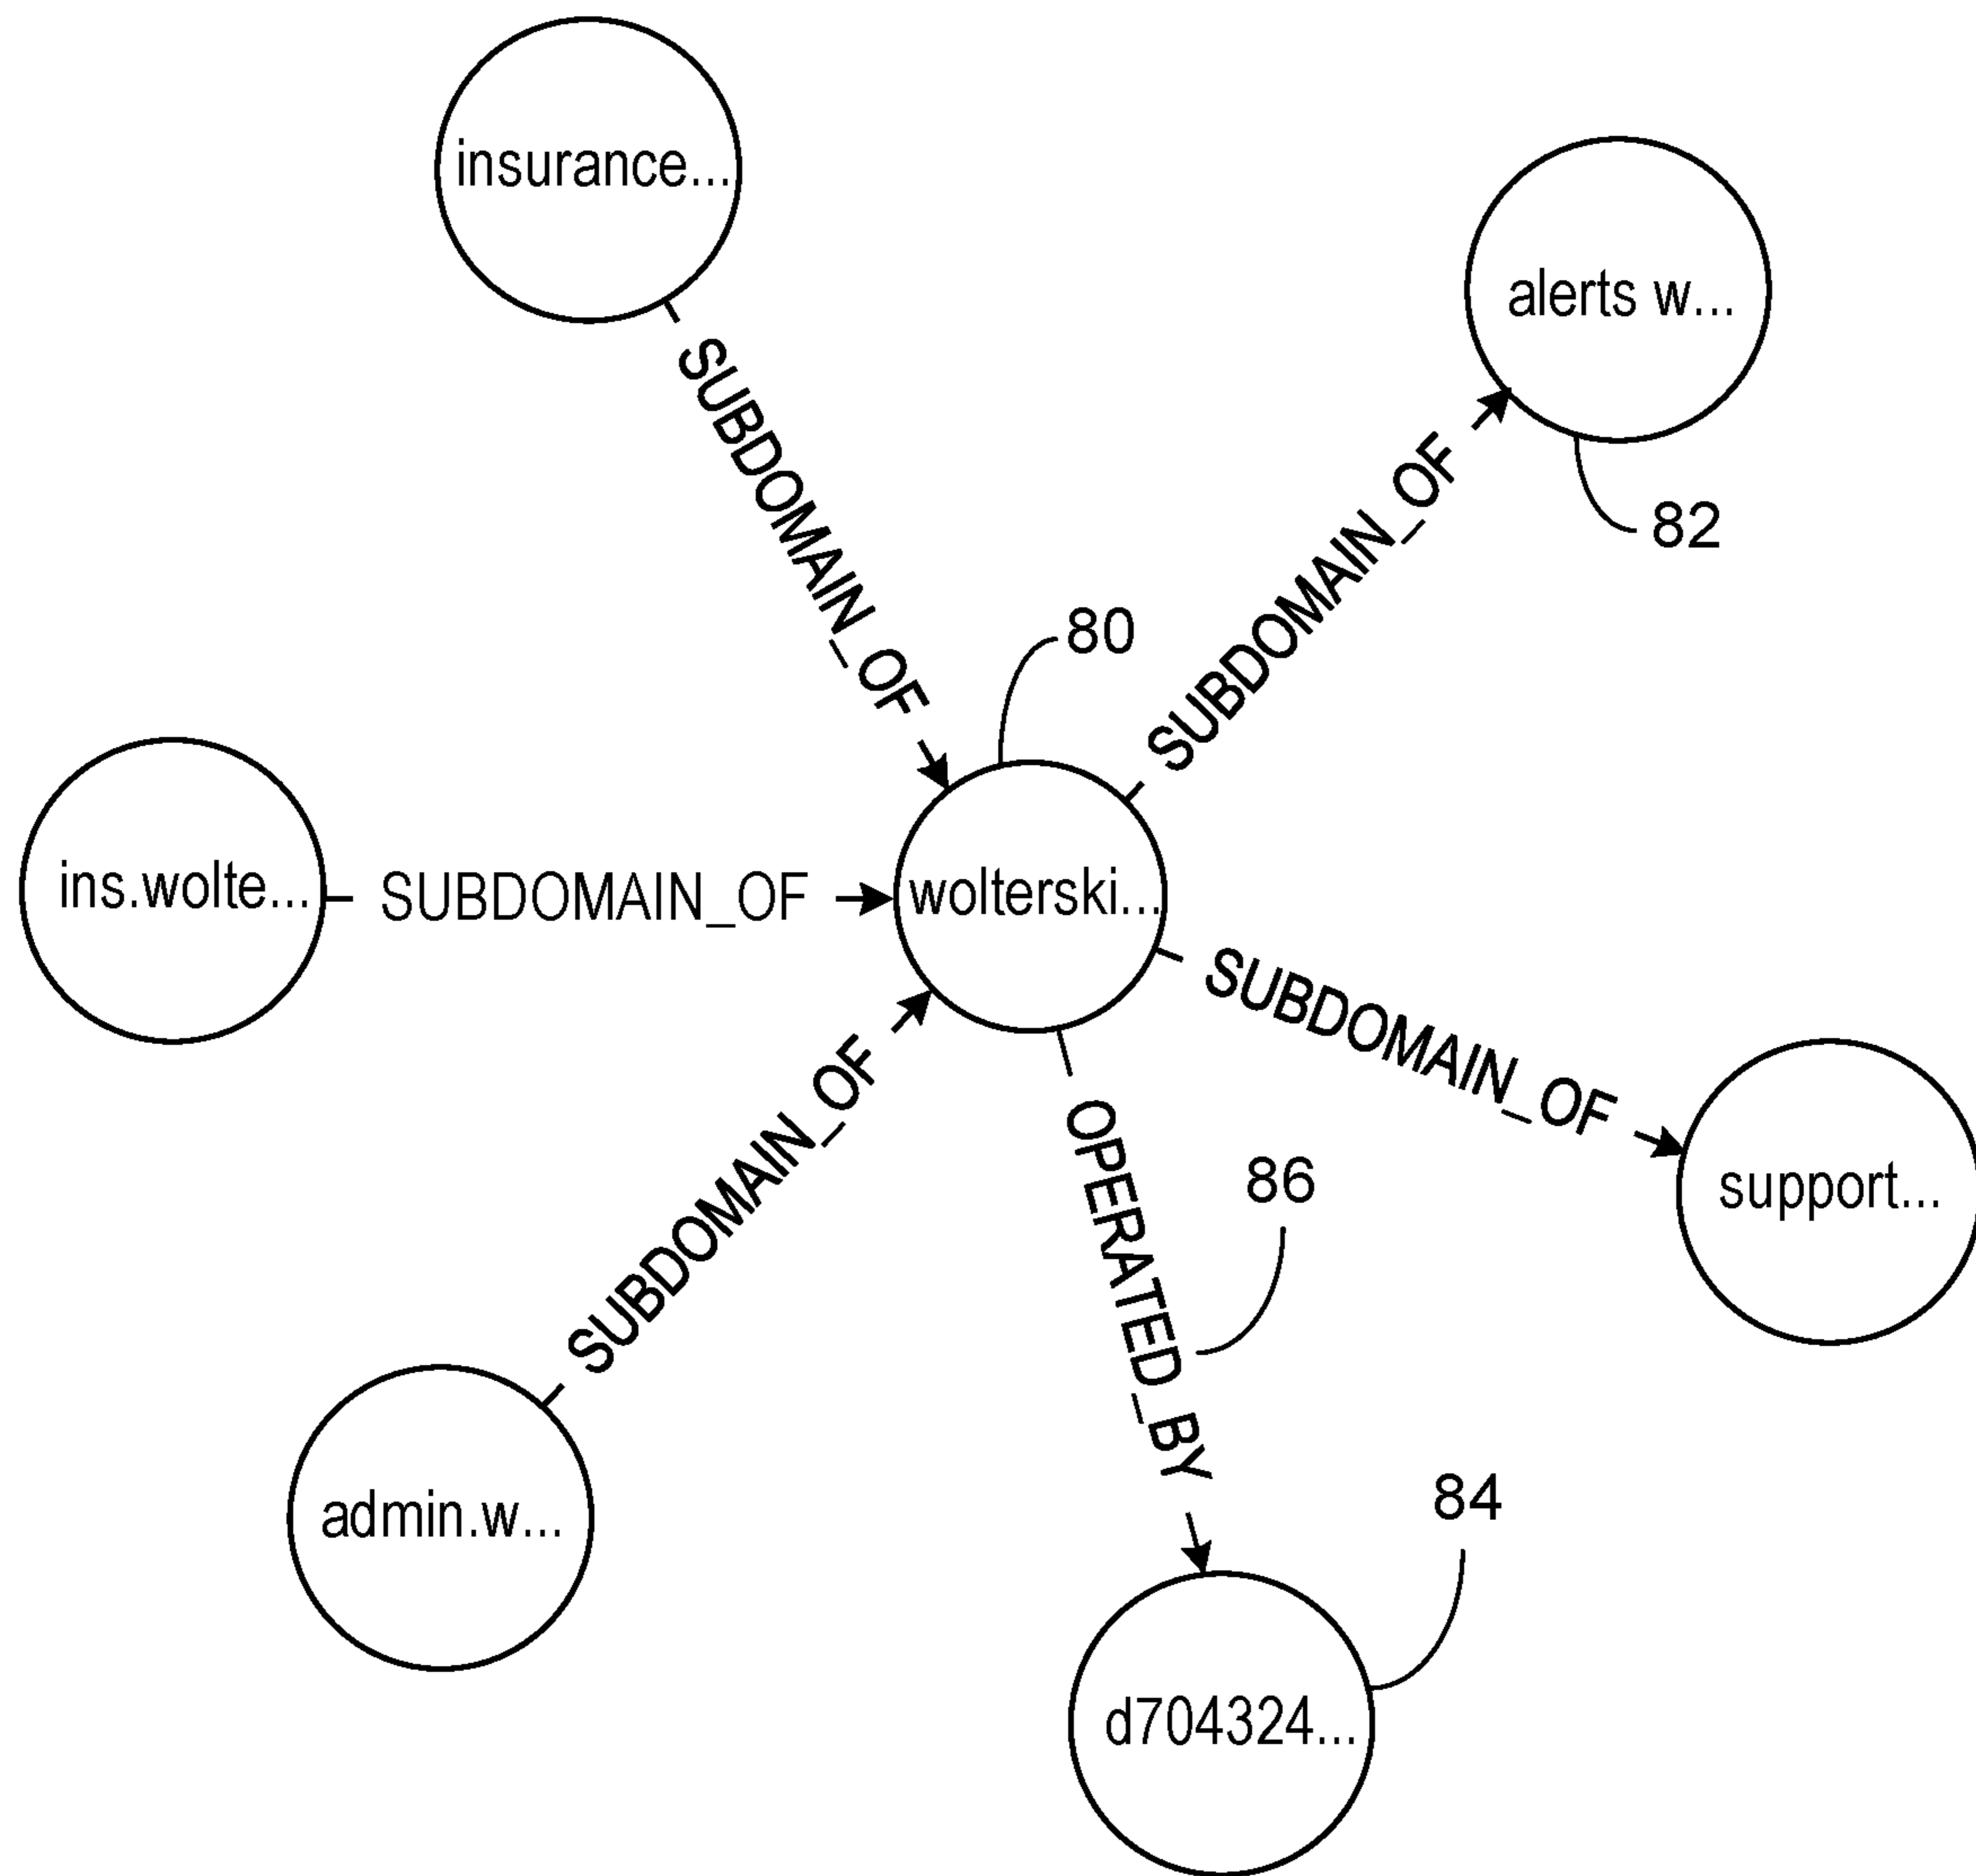 insurance...
alerts w...
SUBDOMAIN_OF
SUBDOMAIN_OF
82
80
ins.wolte...
SUBDOMAIN_OF
wolterski...
SUBDOMAIN_OF
SUBDOMAIN_OF
OPERATED_BY
86
support...
admin.w...
84
d704324...